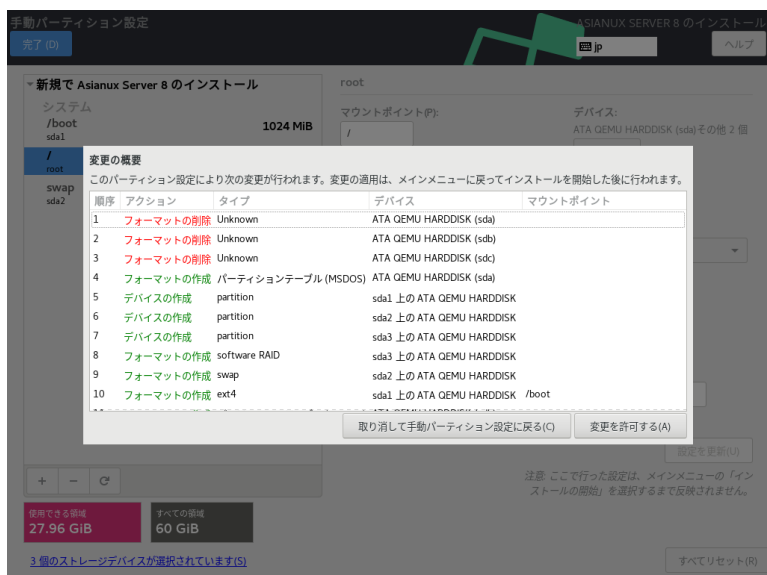 手動パーティション設定
ASIANUX SERVER 8 のインストール
完了 (D)
jp
ヘルプ
新規で Asianux Server 8 のインストール
root
システム
マウントポイント(P):
デバイス:
/boot
1024 MiB
sda1
/
ATA QEMU HARDDISK (sda)その他 2 個
/
root
swap
sda2
変更の概要
このパーティション設定により次の変更が行われます。変更の適用は、メインメニューに戻ってインストールを開始した後に行われます。
順序 アクション タイプ デバイス マウントポイント
1 フォーマットの削除 Unknown ATA QEMU HARDDISK (sda)
2 フォーマットの削除 Unknown ATA QEMU HARDDISK (sdb)
3 フォーマットの削除 Unknown ATA QEMU HARDDISK (sdc)
4 フォーマットの作成 パーティションテーブル (MSDOS) ATA QEMU HARDDISK (sda)
5 デバイスの作成 partition sda1 上の ATA QEMU HARDDISK
6 デバイスの作成 partition sda2 上の ATA QEMU HARDDISK
7 デバイスの作成 partition sda3 上の ATA QEMU HARDDISK
8 フォーマットの作成 software RAID sda3 上の ATA QEMU HARDDISK
9 フォーマットの作成 swap sda2 上の ATA QEMU HARDDISK
10 フォーマットの作成 ext4 sda1 上の ATA QEMU HARDDISK /boot
取り消して手動パーティション設定に戻る(C)
変更を許可する(A)
設定を更新(U)
注意: ここで行った設定は、メインメニューの「イン
ストールの開始」を選択するまで反映されません。
使用できる領域
27.96 GiB
すべての領域
60 GiB
3 個のストレージデバイスが選択されています(S)
すべてリセット(R)